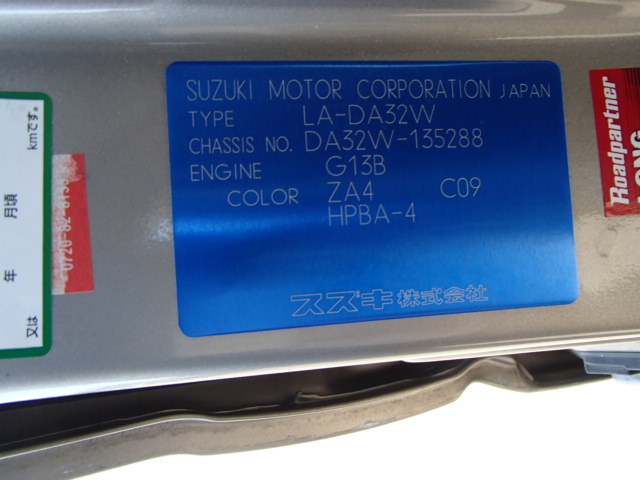 SUZUKI MOTOR CORPORATION JAPAN
TYPE LA-DA32W
CHASSIS NO. DA32W-135288
ENGINE G13B
COLOR ZA4 C09
HPBA-4
スズキ株式会社
kmです。
月頃
年
又は
Roadpartner